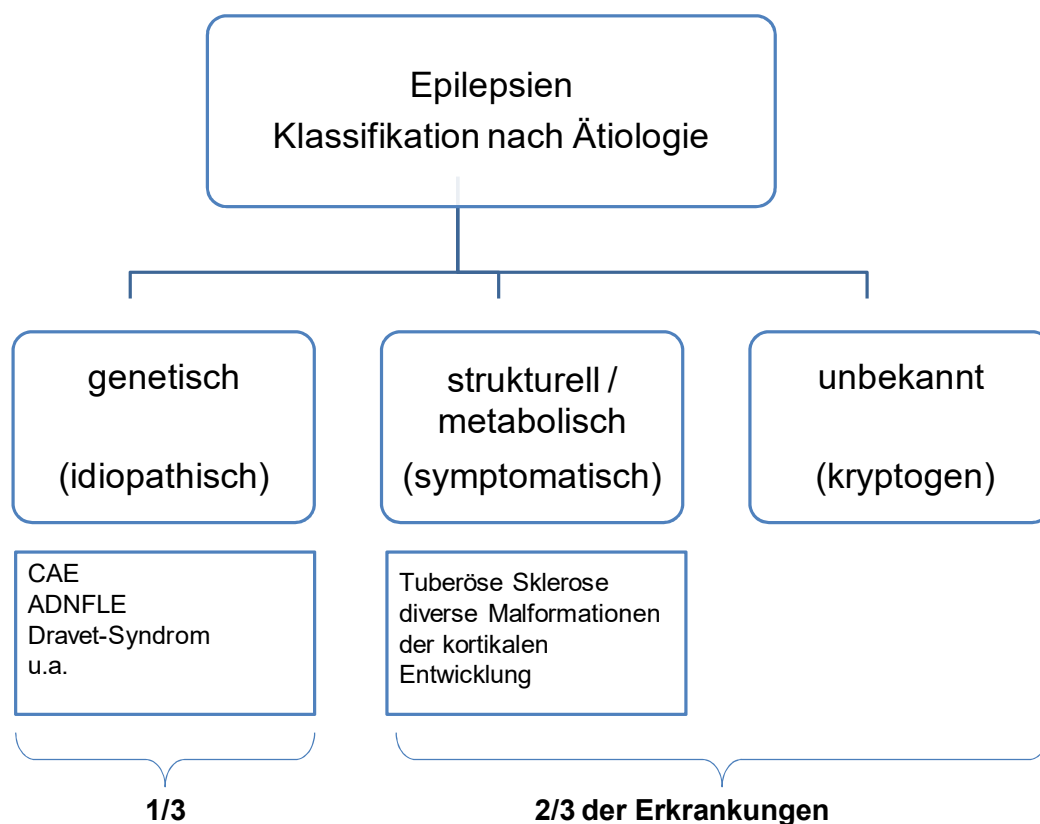 Epilepsien
Klassifikation nach Ätiologie
genetisch
(idiopathisch)
strukturell /
metabolisch
(symptomatisch)
unbekannt
(kryptogen)
CAE
ADNFLE
Dravet-Syndrom
u.a.
Tuberöse Sklerose
diverse Malformationen
der kortikalen
Entwicklung
1/3
2/3 der Erkrankungen